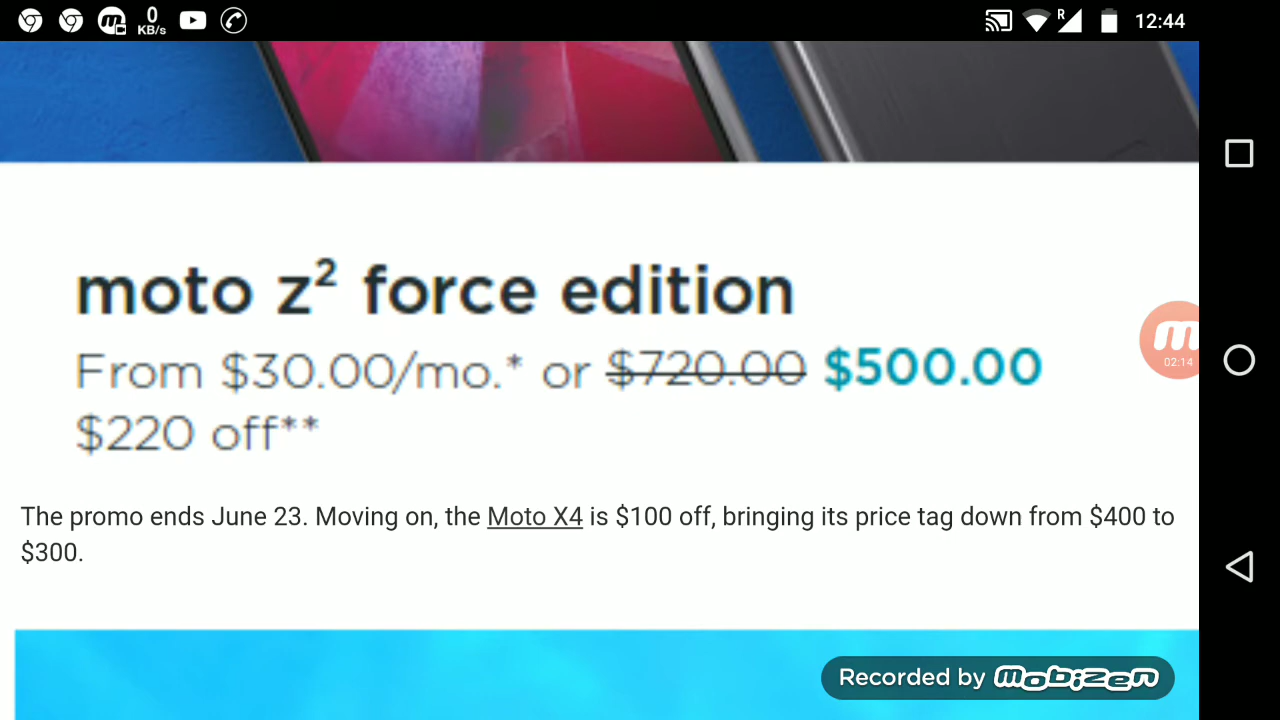 0
KB/s
R
12:44
moto z² force edition
From $30.00/mo.* or $720.00 $500.00
$220 off**
m
02:14
The promo ends June 23. Moving on, the Moto X4 is $100 off, bringing its price tag down from $400 to
$300.
Recorded by mobizen